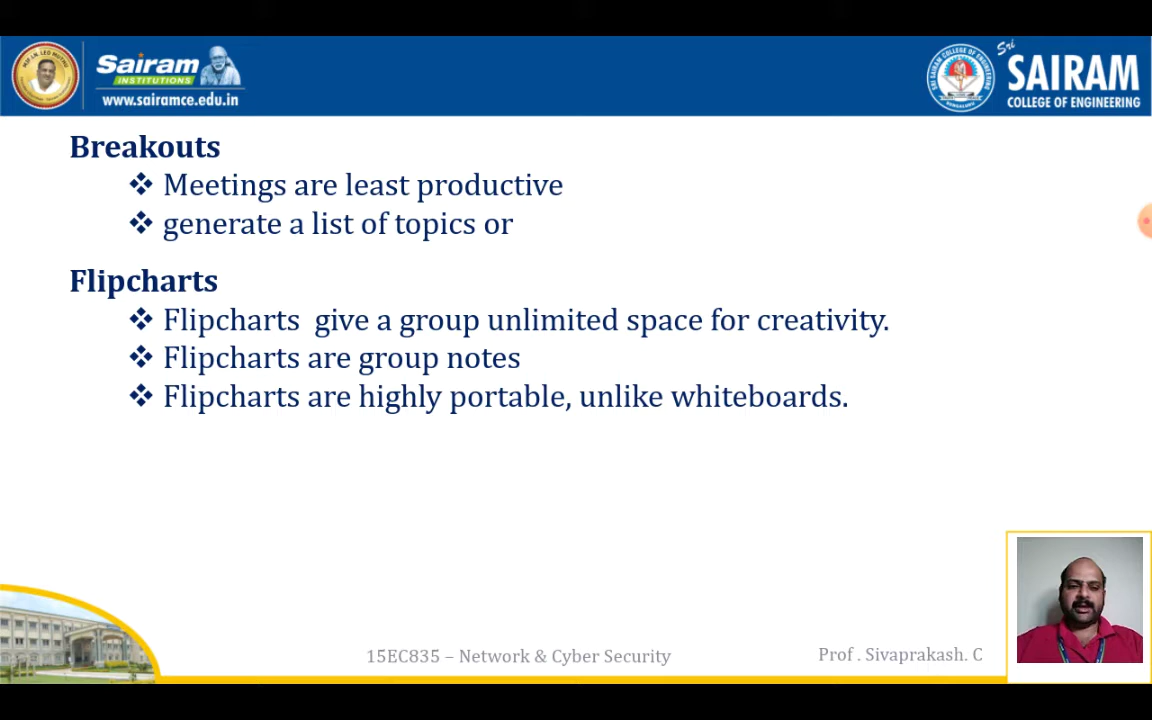 Sairam
INSTITUTIONS
www.sairamce.edu.in
Sri
SAIRAM
COLLEGE OF ENGINEERING
Breakouts
❖ Meetings are least productive
❖ generate a list of topics or
Flipcharts
❖ Flipcharts give a group unlimited space for creativity.
❖ Flipcharts are group notes
❖ Flipcharts are highly portable, unlike whiteboards.
15EC835 – Network & Cyber Security
Prof . Sivaprakash. C